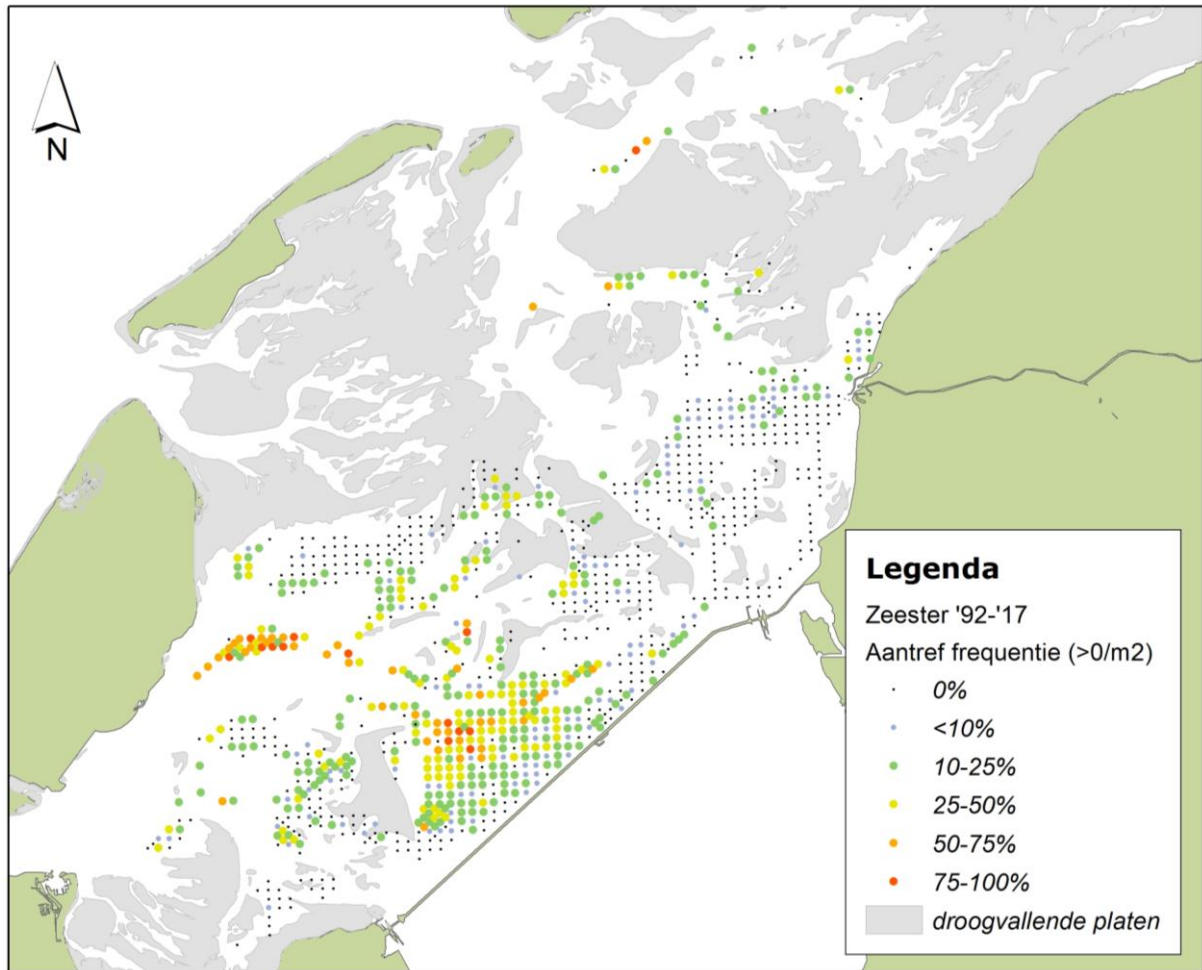 N
Legenda
Zeester '92-'17
Aantref frequentie (>0/m2)
0%
<10%
10-25%
25-50%
50-75%
75-100%
droogvallende platen